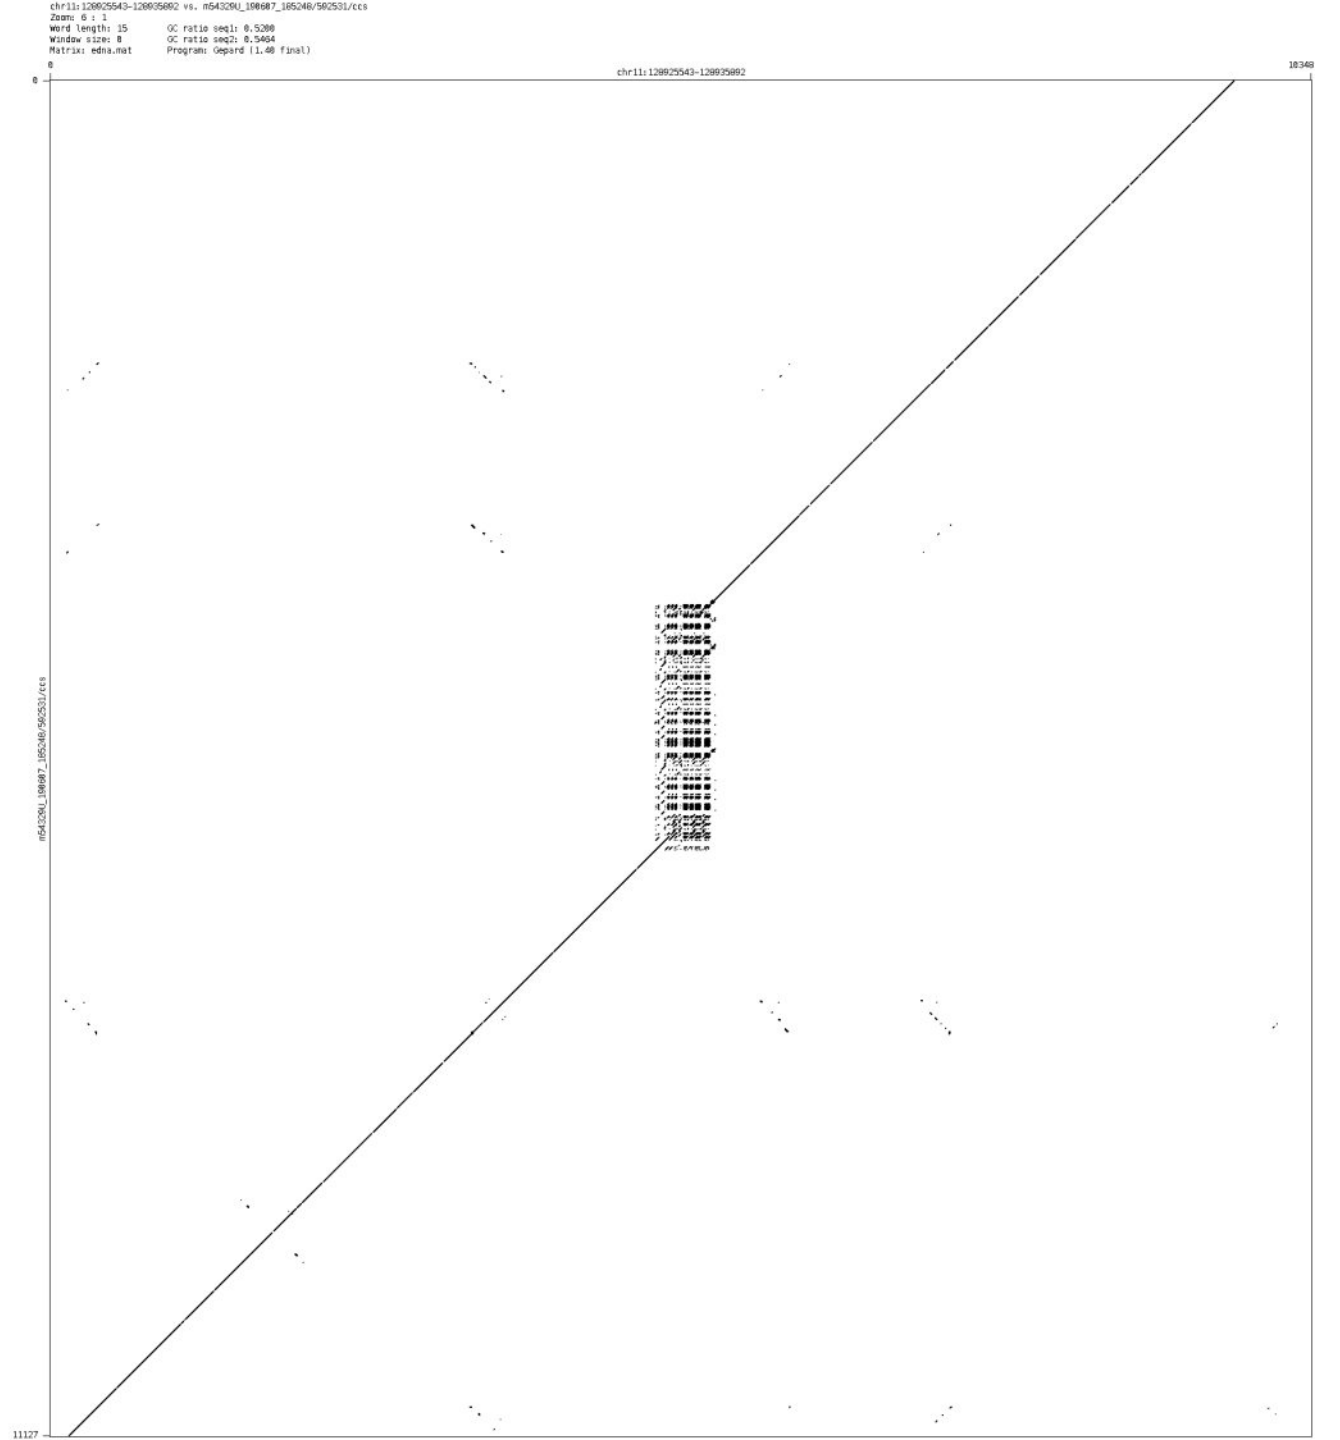 chr11:128925543-128935892 vs. m54329U_190607_185248/592531/ccs
Zoom: 6 : 1
Word length: 15 GC ratio seq1: 0.5200
Window size: 0 GC ratio seq2: 0.5464
Matrix: edna.mat Program: Gepard (1.40 final)
0 10348
chr11:128925543-128935892
0
m54329U_190607_185248/592531/ccs
11127